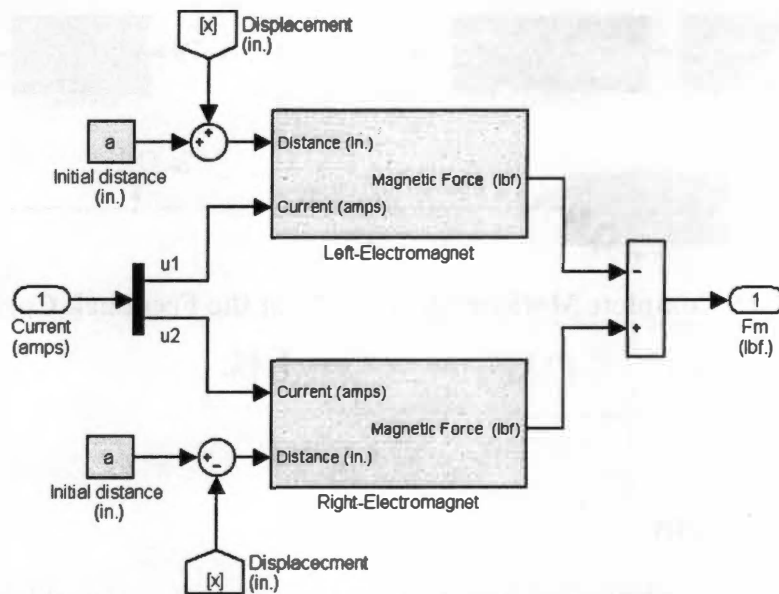 [x]
Displacement
(in.)
a
Initial distance
(in.)
Distance (in.)
Magnetic Force (lbf)
Current (amps)
Left-Electromagnet
1
Current
(amps)
u1
u2
-
+
1
Fm
(lbf.)
Current (amps)
Magnetic Force (lbf)
Distance (in.)
Right-Electromagnet
a
Initial distance
(in.)
[x]
Displacecment
(in.)